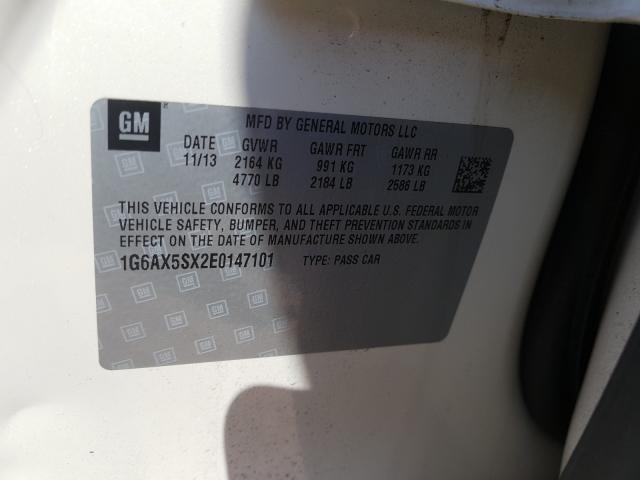 GM
MFD BY GENERAL MOTORS LLC
DATE GVWR GAWR FRT GAWR RR
11/13 2164 KG 991 KG 1173 KG
4770 LB 2184 LB 2586 LB
THIS VEHICLE CONFORMS TO ALL APPLICABLE U.S. FEDERAL MOTOR
VEHICLE SAFETY, BUMPER, AND THEFT PREVENTION STANDARDS IN
EFFECT ON THE DATE OF MANUFACTURE SHOWN ABOVE.
1G6AX5SX2E0147101 TYPE: PASS CAR